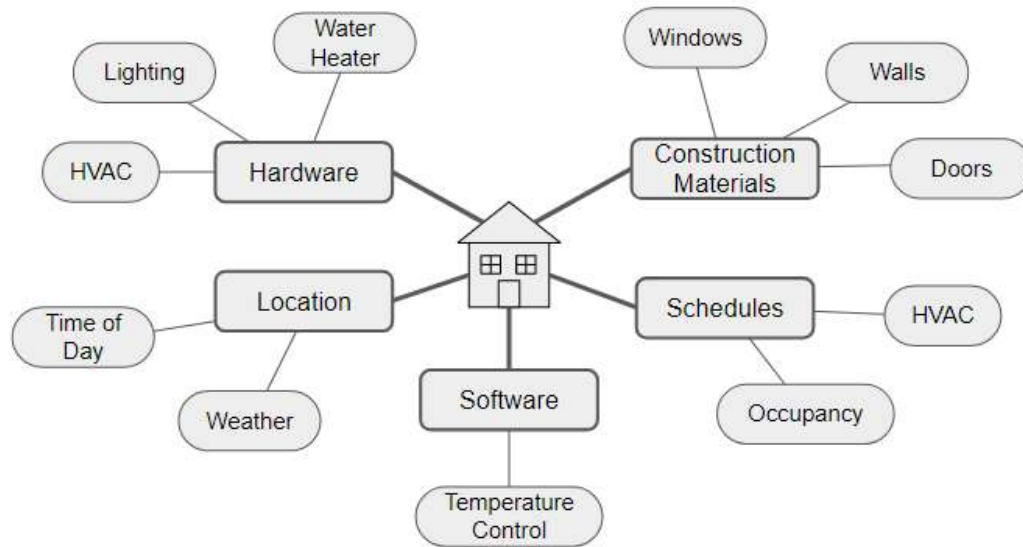 Water
Heater
Lighting
HVAC
Hardware
Windows
Walls
Construction
Materials
Doors
Location
Time of
Day
Weather
Schedules
HVAC
Occupancy
Software
Temperature
Control